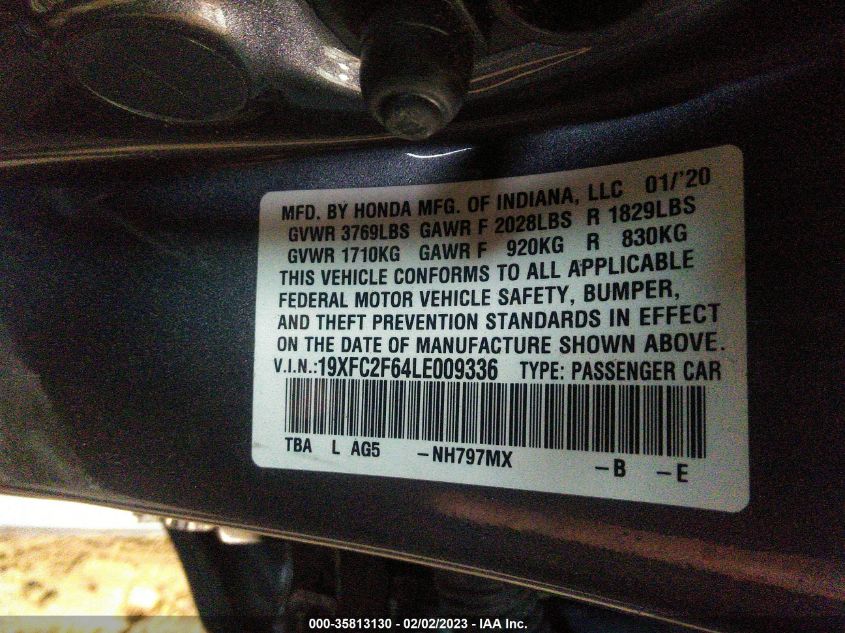 MFD. BY HONDA MFG. OF INDIANA, LLC 01/'20
GVWR 3769LBS GAWR F 2028LBS R 1829LBS
GVWR 1710KG GAWR F 920KG R 830KG
THIS VEHICLE CONFORMS TO ALL APPLICABLE
FEDERAL MOTOR VEHICLE SAFETY, BUMPER,
AND THEFT PREVENTION STANDARDS IN EFFECT
ON THE DATE OF MANUFACTURE SHOWN ABOVE.
V.I.N.:19XFC2F64LE009336 TYPE: PASSENGER CAR
TBA L AG5 -NH797MX -B -E
000-35813130 - 02/02/2023 - IAA Inc.